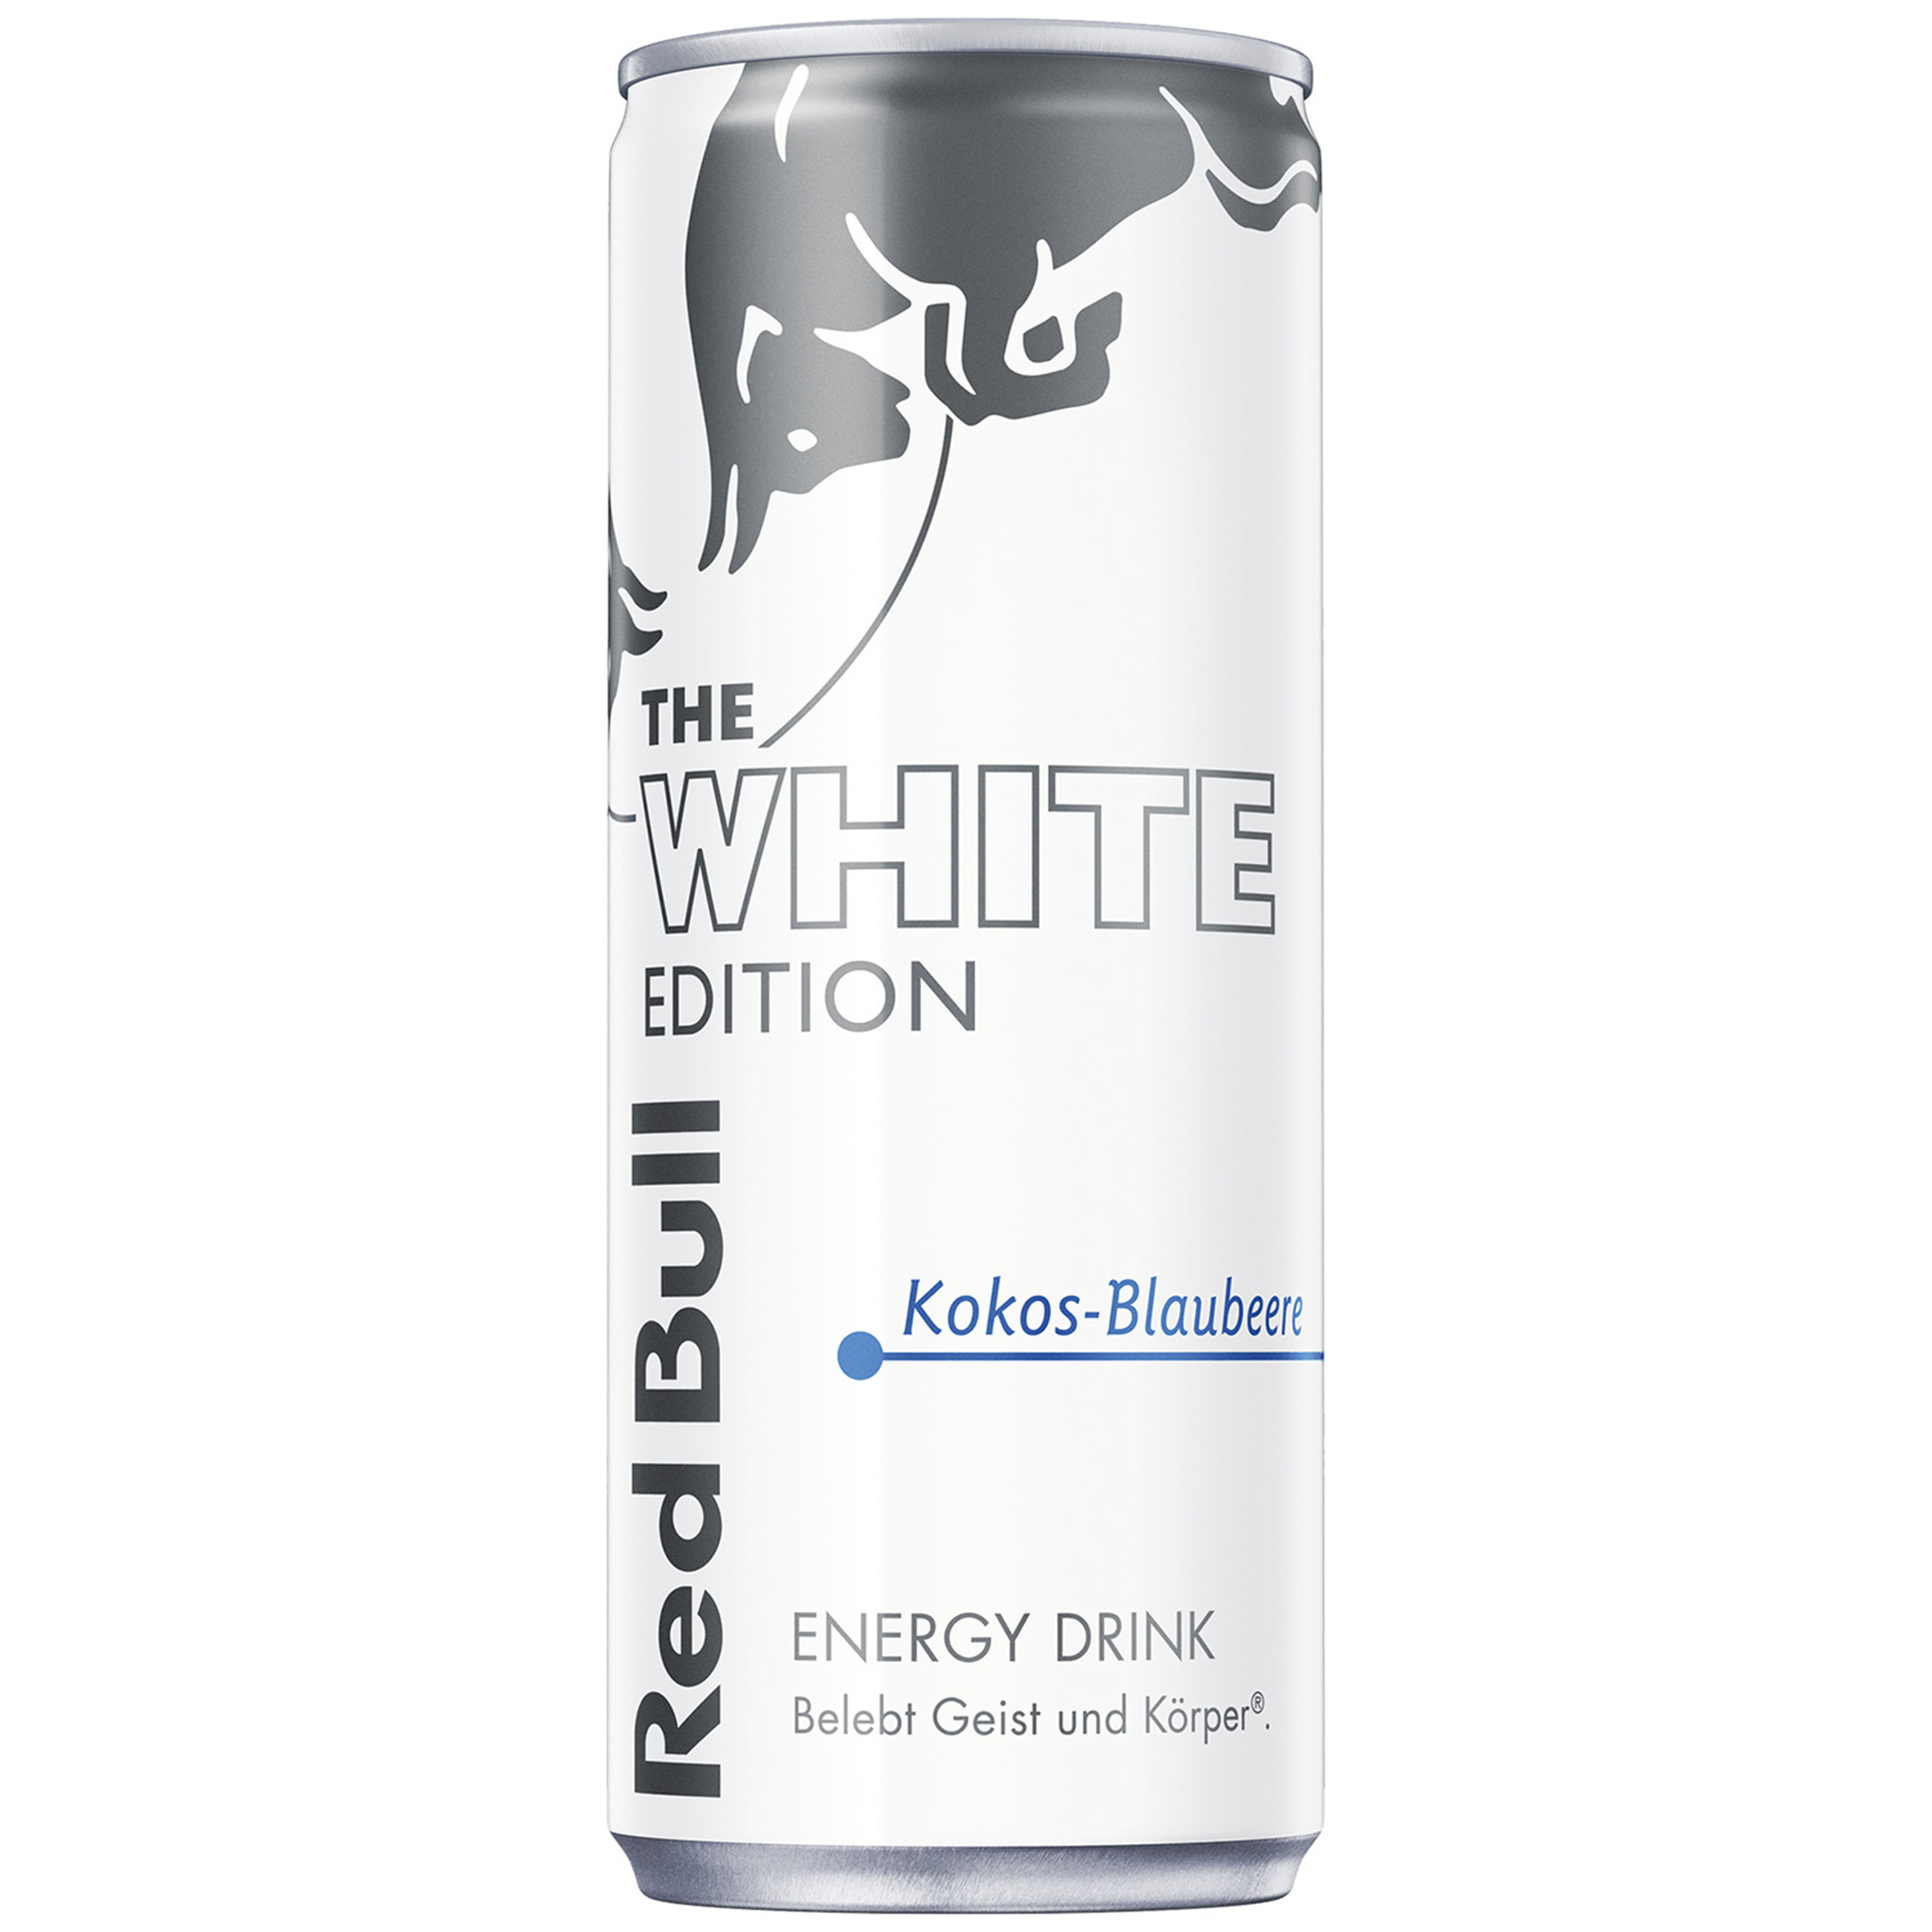 THE
WHITE
EDITION
Red Bull
Kokos-Blaubeere
ENERGY DRINK
Belebt Geist und Körper®.